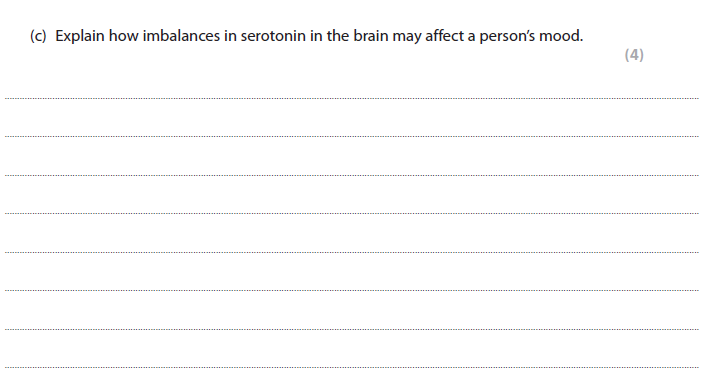 (c) Explain how imbalances in serotonin in the brain may affect a person's mood.
(4)